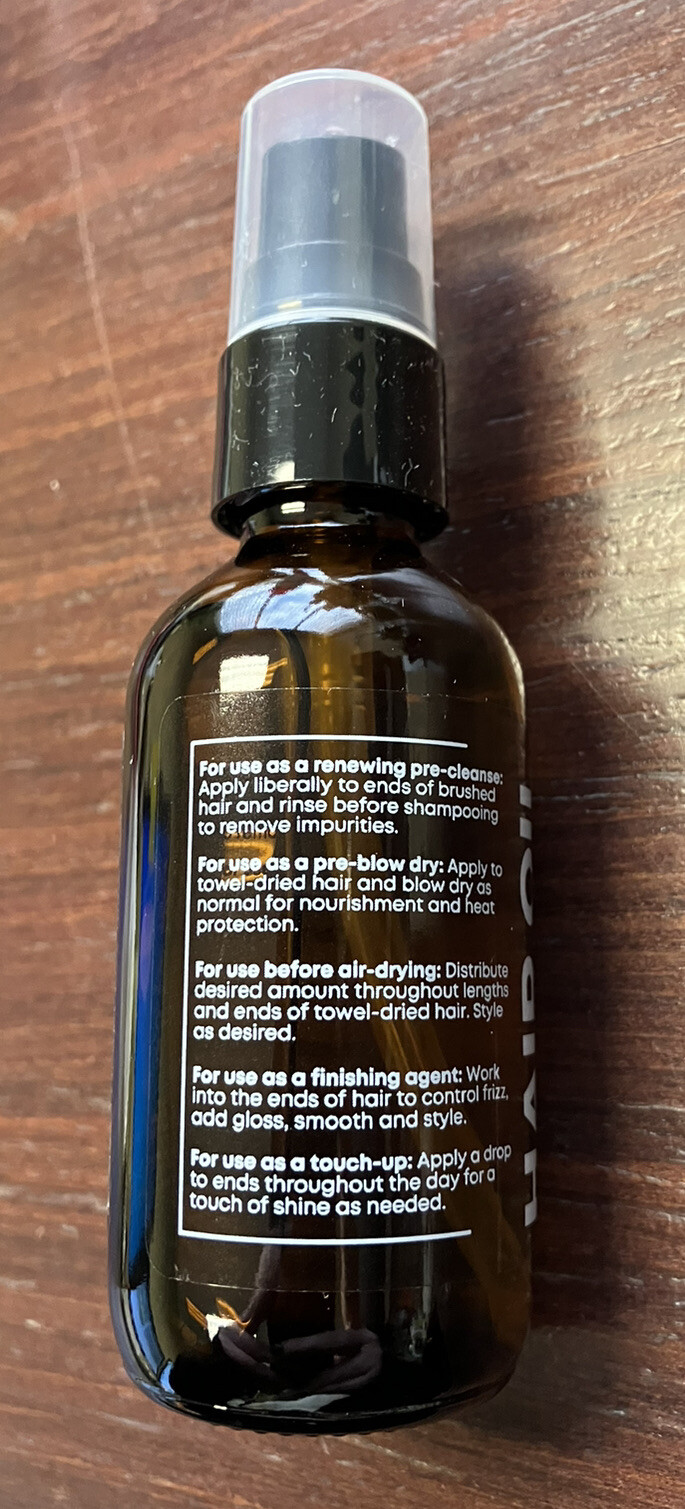 For use as a renewing pre-cleanse:
Apply liberally to ends of brushed
hair and rinse before shampooing
to remove impurities.
For use as a pre-blow dry: Apply to
towel-dried hair and blow dry as
normal for nourishment and heat
protection.
For use before air-drying: Distribute
desired amount throughout lengths
and ends of towel-dried hair. Style
as desired.
For use as a finishing agent: Work
into the ends of hair to control frizz,
add gloss, smooth and style.
For use as a touch-up: Apply a drop
to ends throughout the day for a
touch of shine as needed.
HAIR OIL